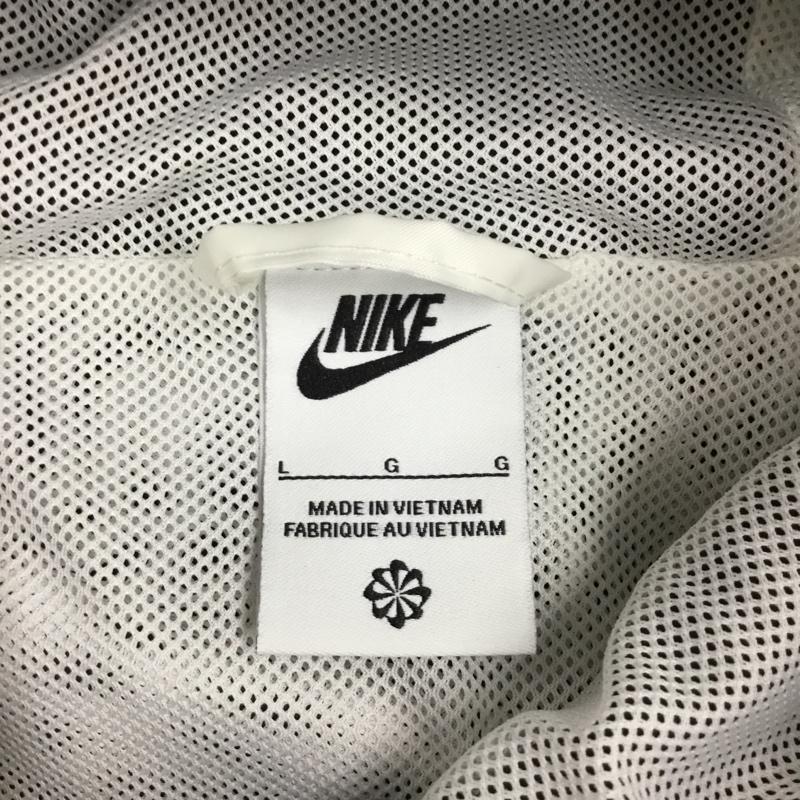 NIKE
L G G
MADE IN VIETNAM
FABRIQUE AU VIETNAM